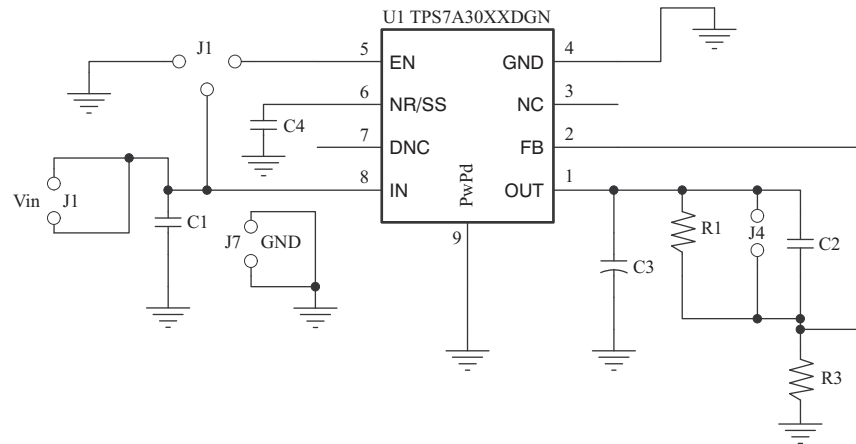 U1 TPS7A30XXDGN
J1
5
EN
GND
4
6
NR/SS
NC
3
C4
7
DNC
FB
2
8
IN
OUT
1
PwPd
9
Vin
J1
C1
J7
GND
C3
R1
J4
C2
R3